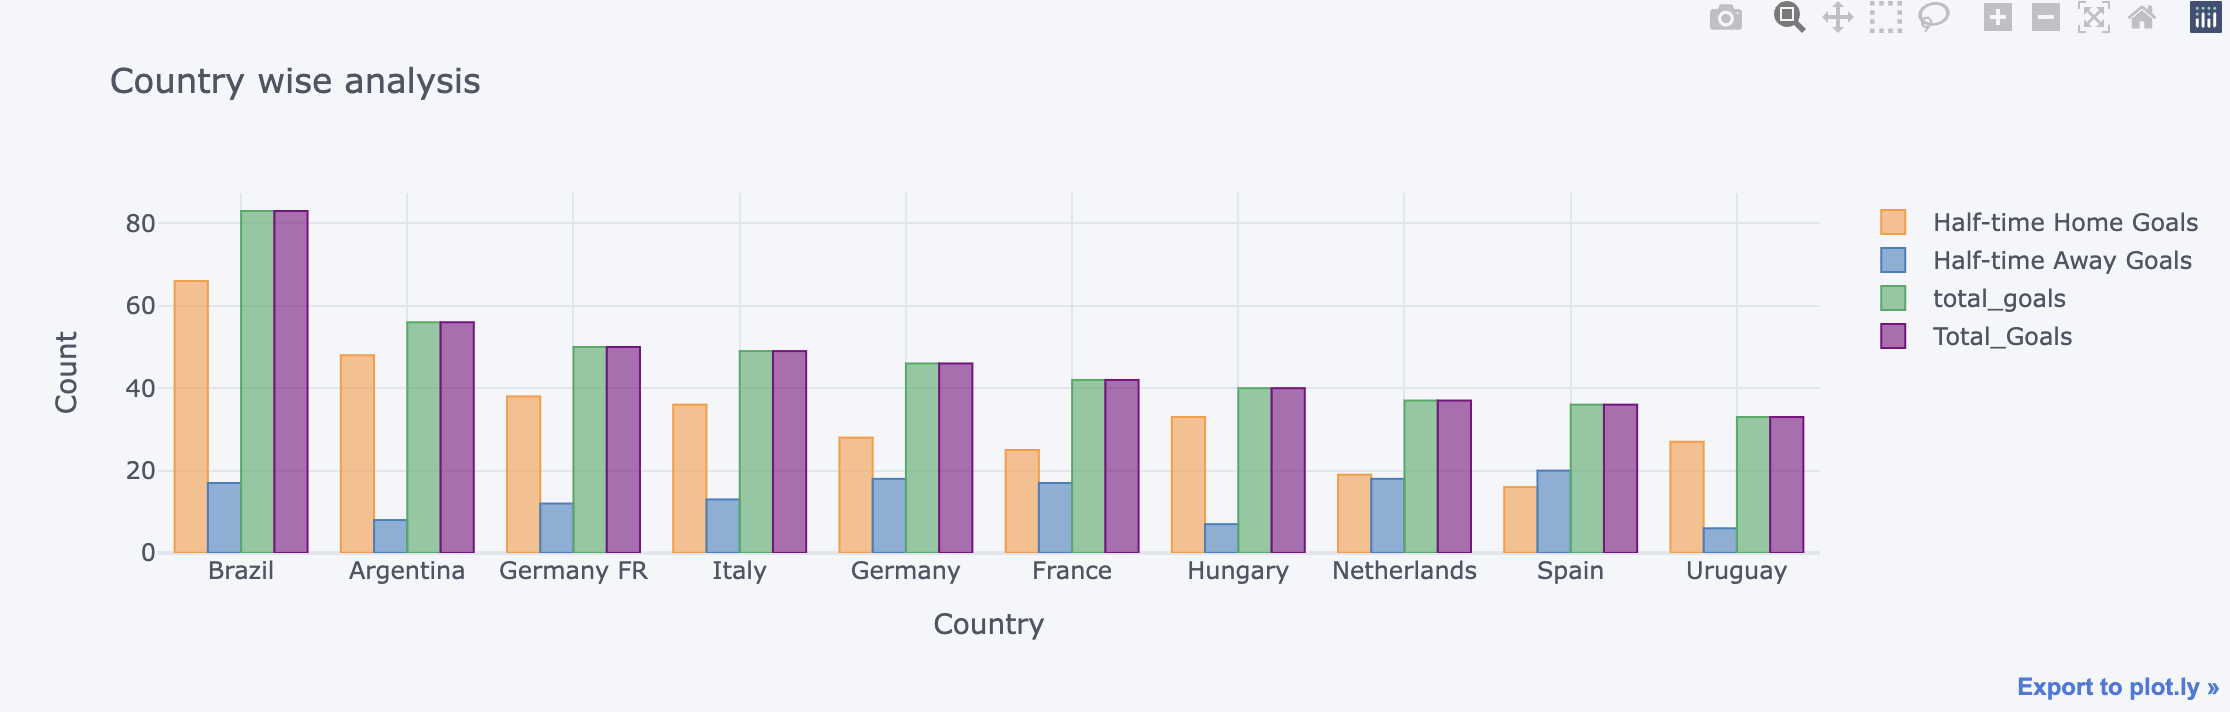 Country wise analysis
80
60
40
20
0
Count
Brazil
Argentina
Germany FR
Italy
Germany
France
Hungary
Netherlands
Spain
Uruguay
Country
Half-time Home Goals
Half-time Away Goals
total_goals
Total_Goals
Export to plot.ly »